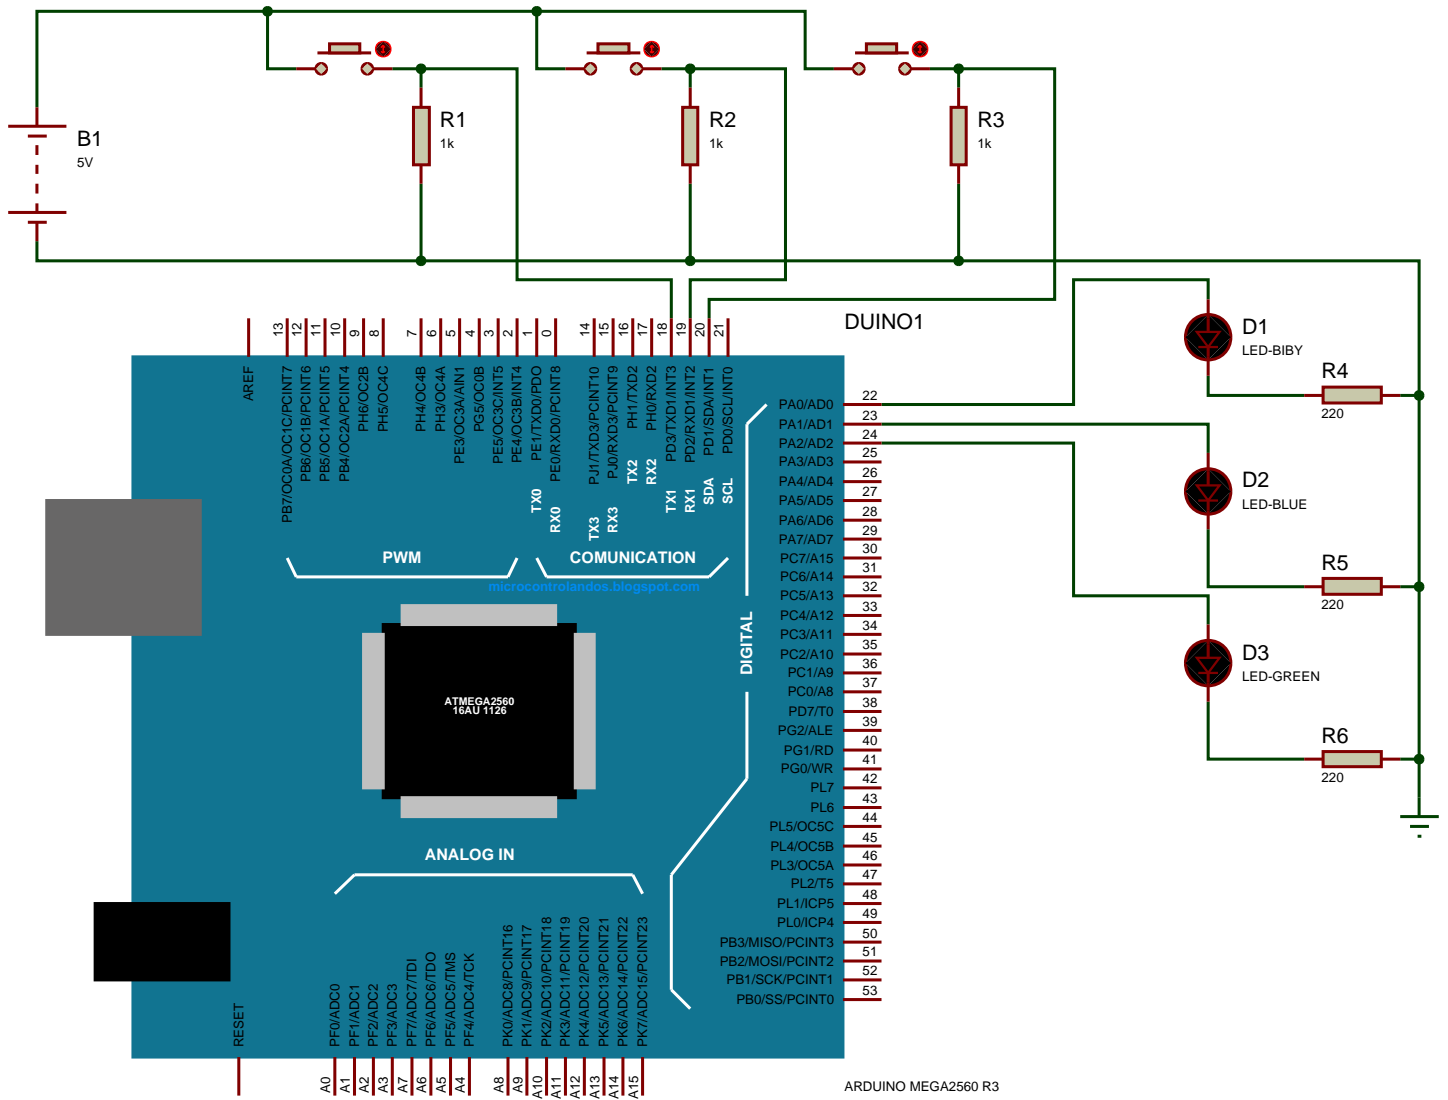 B1
5V
R1
1k
R2
1k
R3
1k
DUINO1
AREF
13
12
11
10
9
8
7
6
5
4
3
2
1
0
14
15
16
17
18
19
20
21
PB7/OC0A/OC1C/PCINT7
PB6/OC1B/PCINT6
PB5/OC1A/PCINT5
PB4/OC2A/PCINT4
PH6/OC2B
PH5/OC4C
PH4/OC4B
PH3/OC4A
PE3/OC3A/AIN1
PG5/OC0B
PE5/OC3C/INT5
PE4/OC3B/INT4
PE1/TXD0/PDO
PE0/RXD0/PCINT8
PJ1/TXD3/PCINT10
PJ0/RXD3/PCINT9
PH1/TXD2
PH0/RXD2
PD3/TXD1/INT3
PD2/RXD1/INT2
PD1/SDA/INT1
PD0/SCL/INT0
TX0
RX0
TX3
RX3
TX2
RX2
TX1
RX1
SDA
SCL
PWM
COMUNICATION
microcontrolandos.blogspot.com
DIGITAL
ATMEGA2560
16AU 1126
ANALOG IN
PA0/AD0 22
PA1/AD1 23
PA2/AD2 24
PA3/AD3 25
PA4/AD4 26
PA5/AD5 27
PA6/AD6 28
PA7/AD7 29
PC7/A15 30
PC6/A14 31
PC5/A13 32
PC4/A12 33
PC3/A11 34
PC2/A10 35
PC1/A9 36
PC0/A8 37
PD7/T0 38
PG2/ALE 39
PG1/RD 40
PG0/WR 41
PL7 42
PL6 43
PL5/OC5C 44
PL4/OC5B 45
PL3/OC5A 46
PL2/T5 47
PL1/ICP5 48
PL0/ICP4 49
PB3/MISO/PCINT3 50
PB2/MOSI/PCINT2 51
PB1/SCK/PCINT1 52
PB0/SS/PCINT0 53
D1
LED-BIBY
R4
220
D2
LED-BLUE
R5
220
D3
LED-GREEN
R6
220
RESET
PF0/ADC0
PF1/ADC1
PF2/ADC2
PF3/ADC3
PF7/ADC7/TDI
PF6/ADC6/TDO
PF5/ADC5/TMS
PF4/ADC4/TCK
PK0/ADC8/PCINT16
PK1/ADC9/PCINT17
PK2/ADC10/PCINT18
PK3/ADC11/PCINT19
PK4/ADC12/PCINT20
PK5/ADC13/PCINT21
PK6/ADC14/PCINT22
PK7/ADC15/PCINT23
A0
A1
A2
A3
A7
A6
A5
A4
A8
A9
A10
A11
A12
A13
A14
A15
ARDUINO MEGA2560 R3